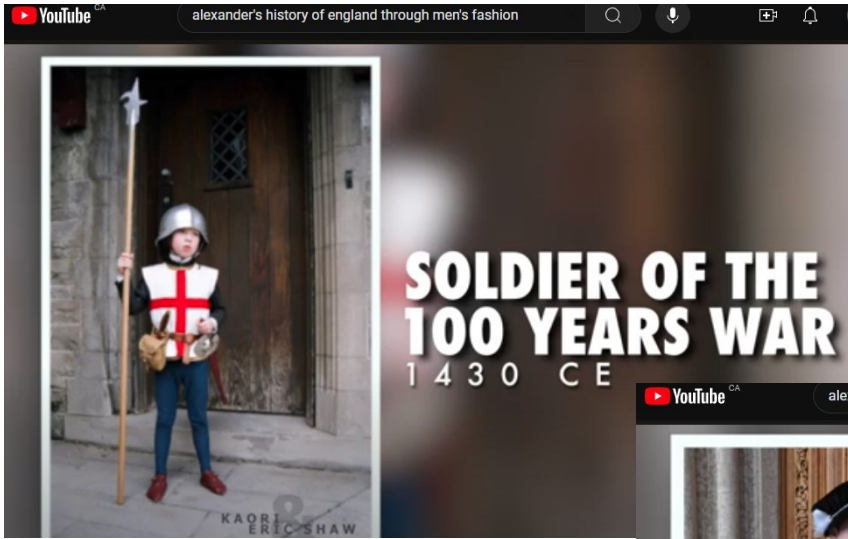 YouTube CA
alexander's history of england through men's fashion
SOLDIER OF THE
100 YEARS WAR
1430 CE
KAORI &
ERIC SHAW
YouTube CA
ale